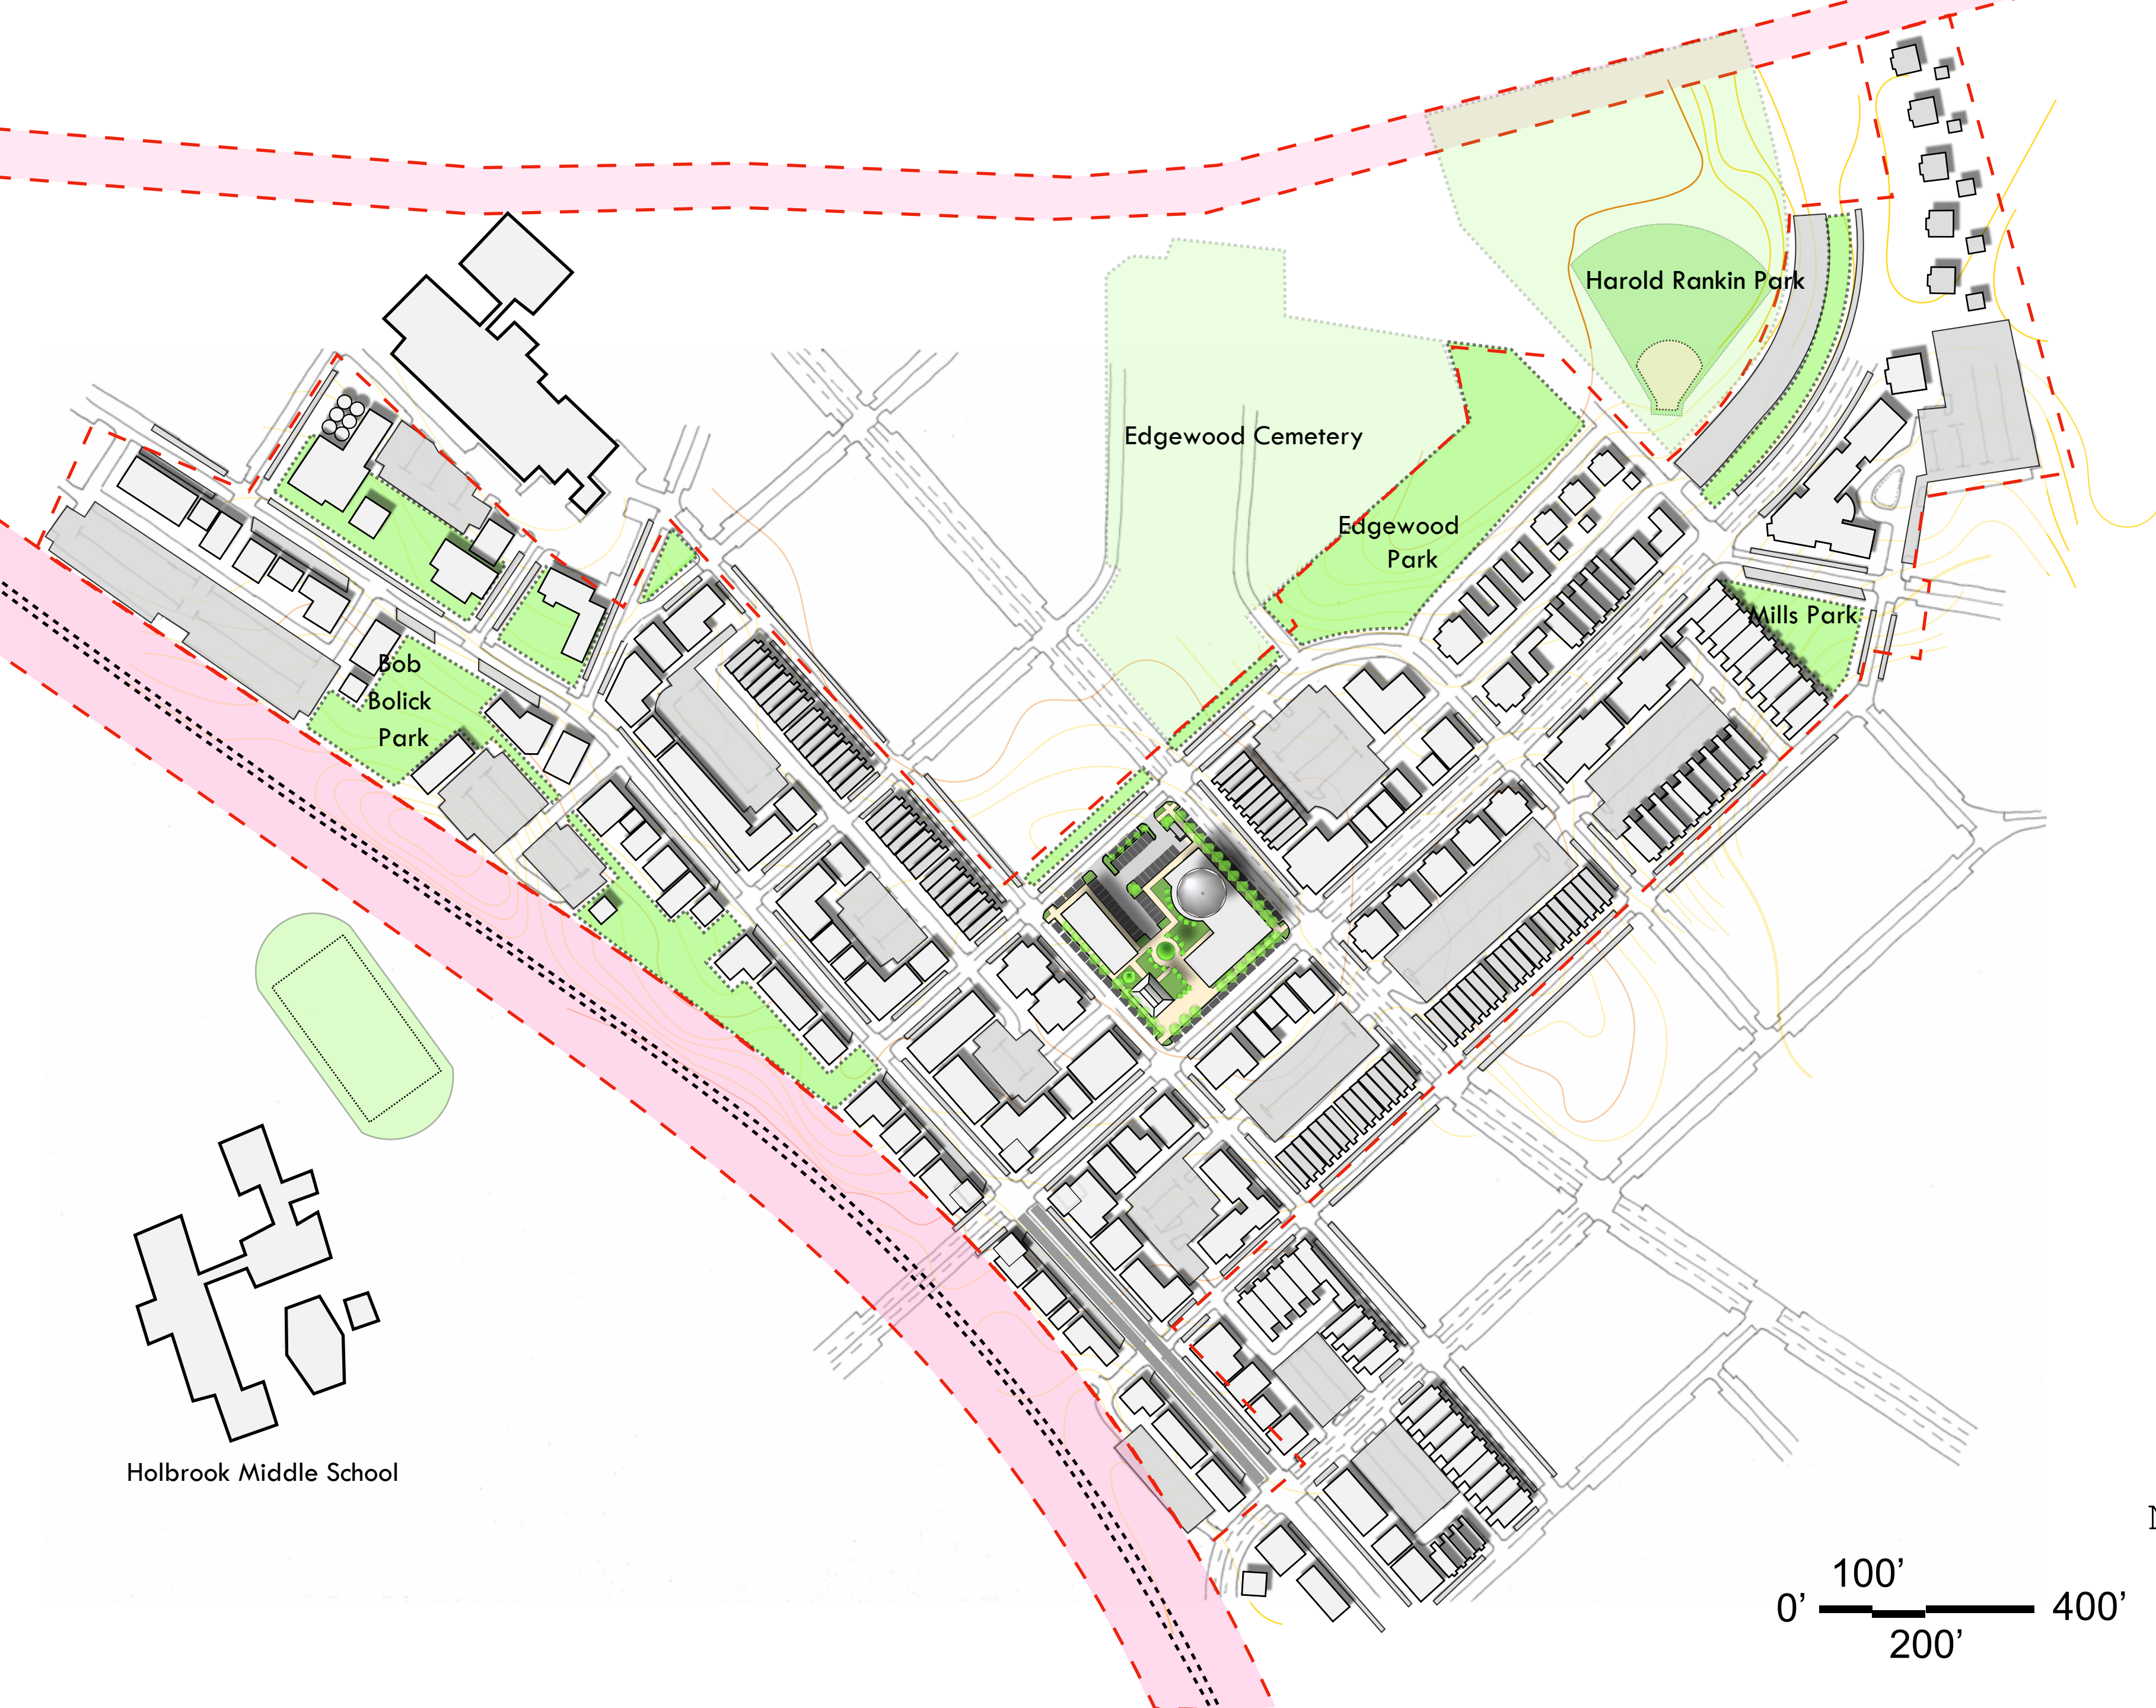 Harold Rankin Park
Edgewood Cemetery
Edgewood
Park
Mills Park
Bob
Bolick
Park
Holbrook Middle School
100’
0’
400’
200’